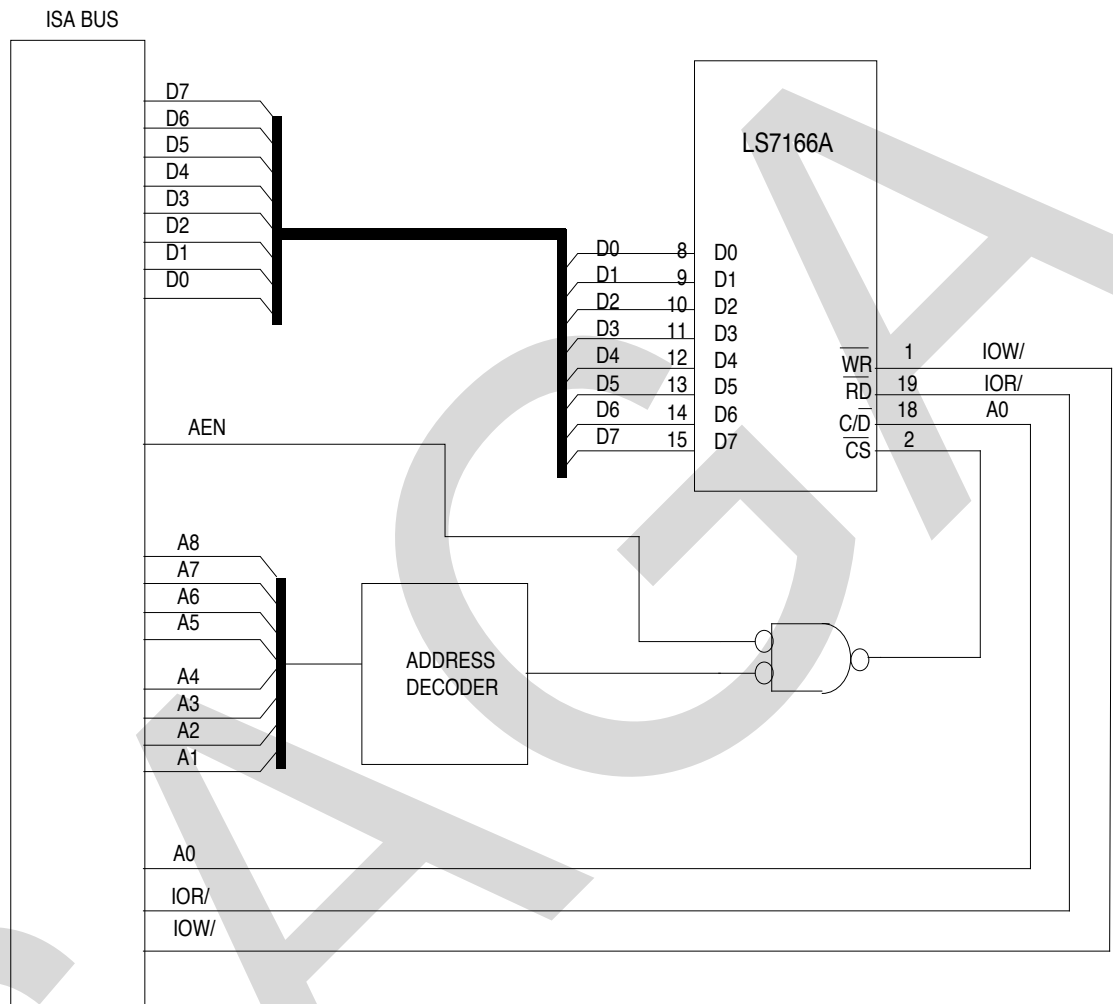 ISA BUS
D7
D6
D5
D4
D3
D2
D1
D0
LS7166A
D0 8 D0
D1 9 D1
D2 10 D2
D3 11 D3
D4 12 D4
D5 13 D5
D6 14 D6
D7 15 D7
WR 1 IOW/
RD 19 IOR/
C/D 18 A0
CS 2
AEN
A8
A7
A6
A5
A4
A3
A2
A1
ADDRESS
DECODER
A0
IOR/
IOW/